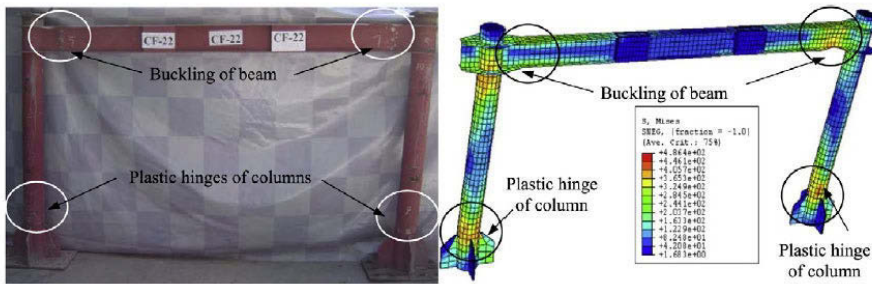 CF-22 CF-22 CF-22
Buckling of beam
Plastic hinges of columns
Buckling of beam
S, Mises
SNEG, (fraction = -1.0)
(Ave. Crit.: 75%)
+4.864e+02
+4.461e+02
+4.057e+02
+3.653e+02
+3.249e+02
+2.845e+02
+2.441e+02
+2.037e+02
+1.633e+02
+1.229e+02
+8.248e+01
+4.208e+01
+1.683e+00
Plastic hinge
of column
Plastic hinge
of column